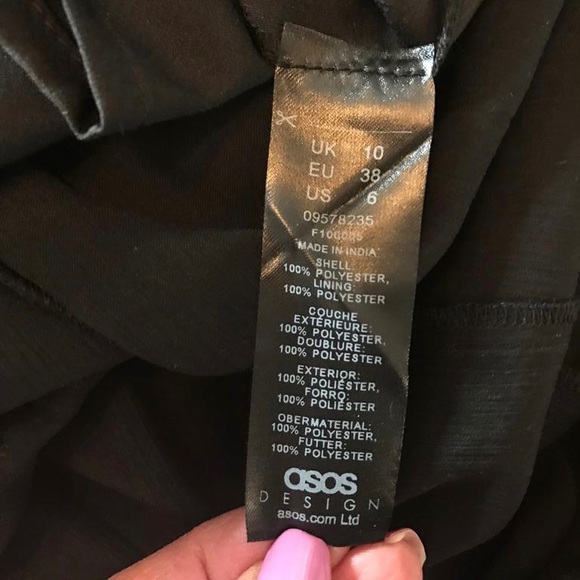 UK 10
EU 38
US 6
09578235
MADE IN INDIA
SHELL:
100% POLYESTER,
LINING:
100% POLYESTER
COUCHE
EXTÉRIEURE:
100% POLYESTER,
DOUBLURE:
100% POLYESTER
EXTERIOR:
100% POLIÉSTER,
FORRO:
100% POLIÉSTER
OBERMATERIAL:
100% POLYESTER,
FUTTER:
100% POLYESTER
asos
DESIGN
asos.com Ltd